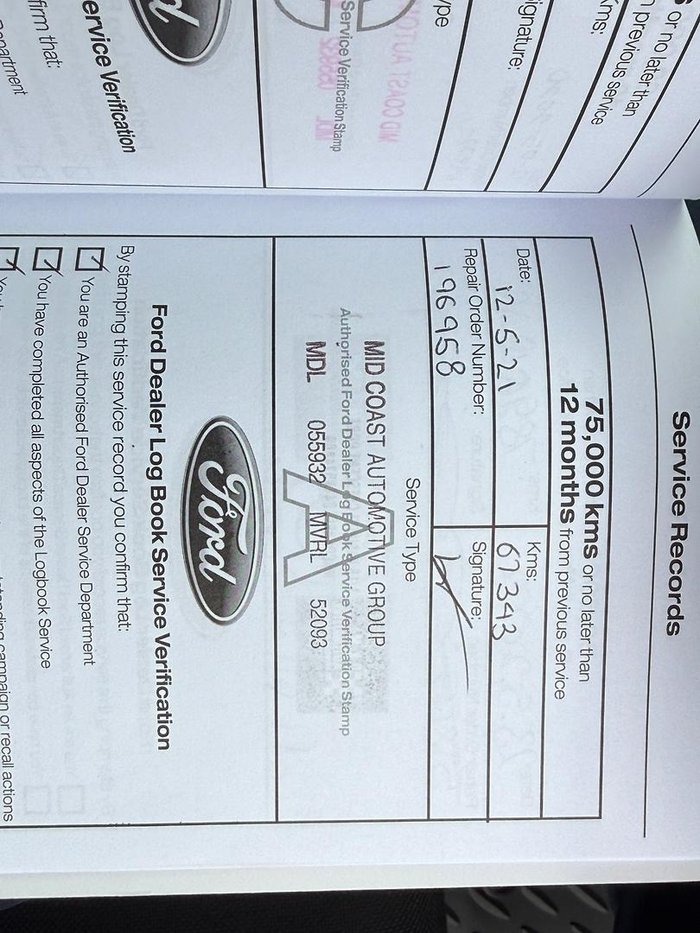 s or no later than
previous service
Kms:
ignature:
ype
Service Verification Stamp
MID COAST AUTO
ervice Verification
firm that:
epartment
Service Records
75,000 kms or no later than
12 months from previous service
Date: 12-5-21
Kms: 67343
Repair Order Number: 196958
Signature:
Service Type
A
MID COAST AUTOMOTIVE GROUP
Authorised Ford Dealer Log Book Service Verification Stamp
MDL 055932 MVRL 52093
Ford
Ford Dealer Log Book Service Verification
By stamping this service record you confirm that:
You are an Authorised Ford Dealer Service Department
You have completed all aspects of the Logbook Service
campaign or recall actions